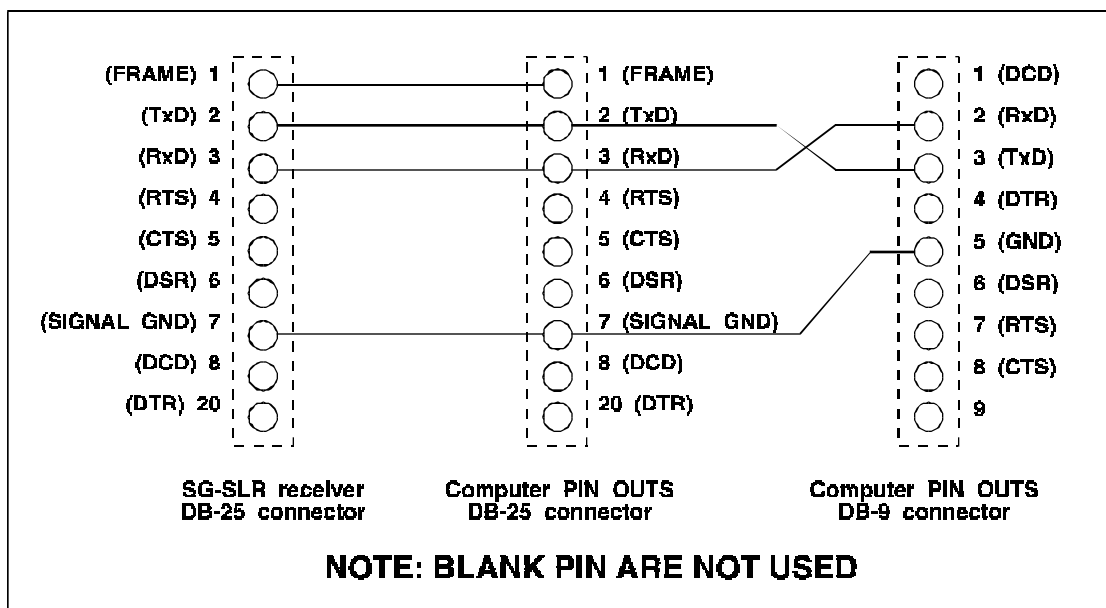 (FRAME) 1
(TxD) 2
(RxD) 3
(RTS) 4
(CTS) 5
(DSR) 6
(SIGNAL GND) 7
(DCD) 8
(DTR) 20
SG-SLR receiver
DB-25 connector
1 (FRAME)
2 (TxD)
3 (RxD)
4 (RTS)
5 (CTS)
6 (DSR)
7 (SIGNAL GND)
8 (DCD)
20 (DTR)
Computer PIN OUTS
DB-25 connector
1 (DCD)
2 (RxD)
3 (TxD)
4 (DTR)
5 (GND)
6 (DSR)
7 (RTS)
8 (CTS)
9
Computer PIN OUTS
DB-9 connector
NOTE: BLANK PIN ARE NOT USED